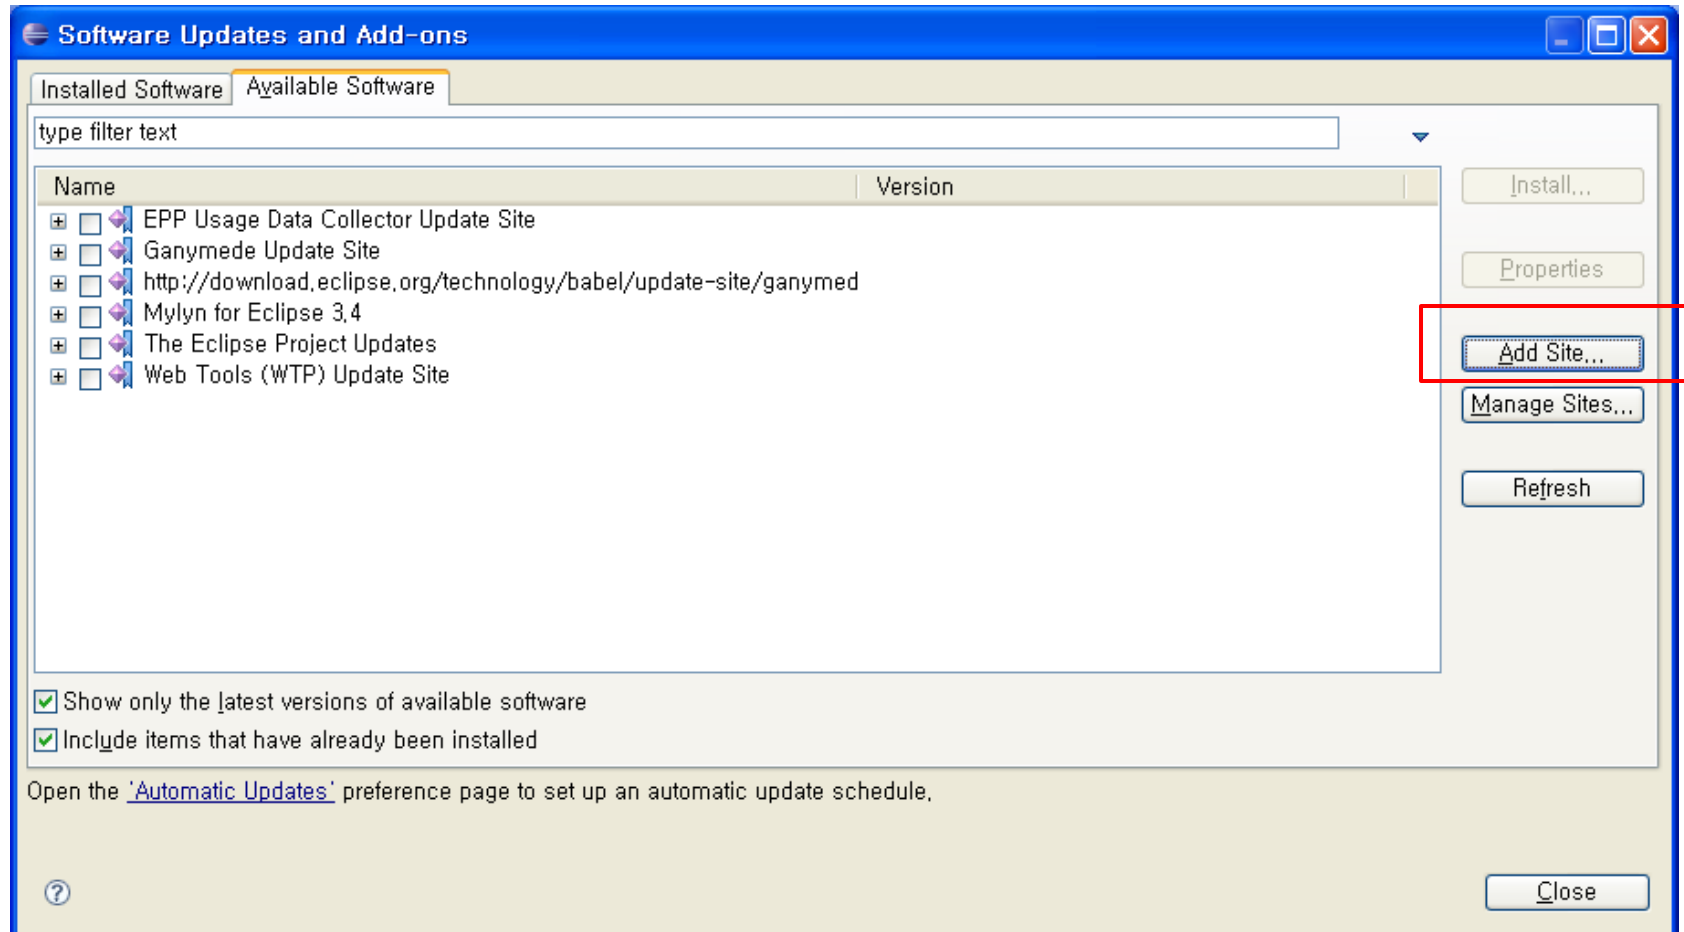 Software Updates and Add-ons
Installed Software
Available Software
type filter text
Name
Version
EPP Usage Data Collector Update Site
Ganymede Update Site
http://download.eclipse.org/technology/babel/update-site/ganymed
Mylyn for Eclipse 3.4
The Eclipse Project Updates
Web Tools (WTP) Update Site
Install...
Properties
Add Site...
Manage Sites...
Refresh
Show only the latest versions of available software
Include items that have already been installed
Open the 'Automatic Updates' preference page to set up an automatic update schedule.
?
Close